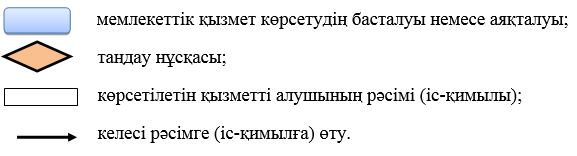 мемлекеттік қызмет көрсетудің басталуы немесе аяқталуы;
таңдау нұсқасы;
көрсетілетін қызметті алушының рәсімі (іс-қимылы);
келесі рәсімге (іс-қимылға) өту.